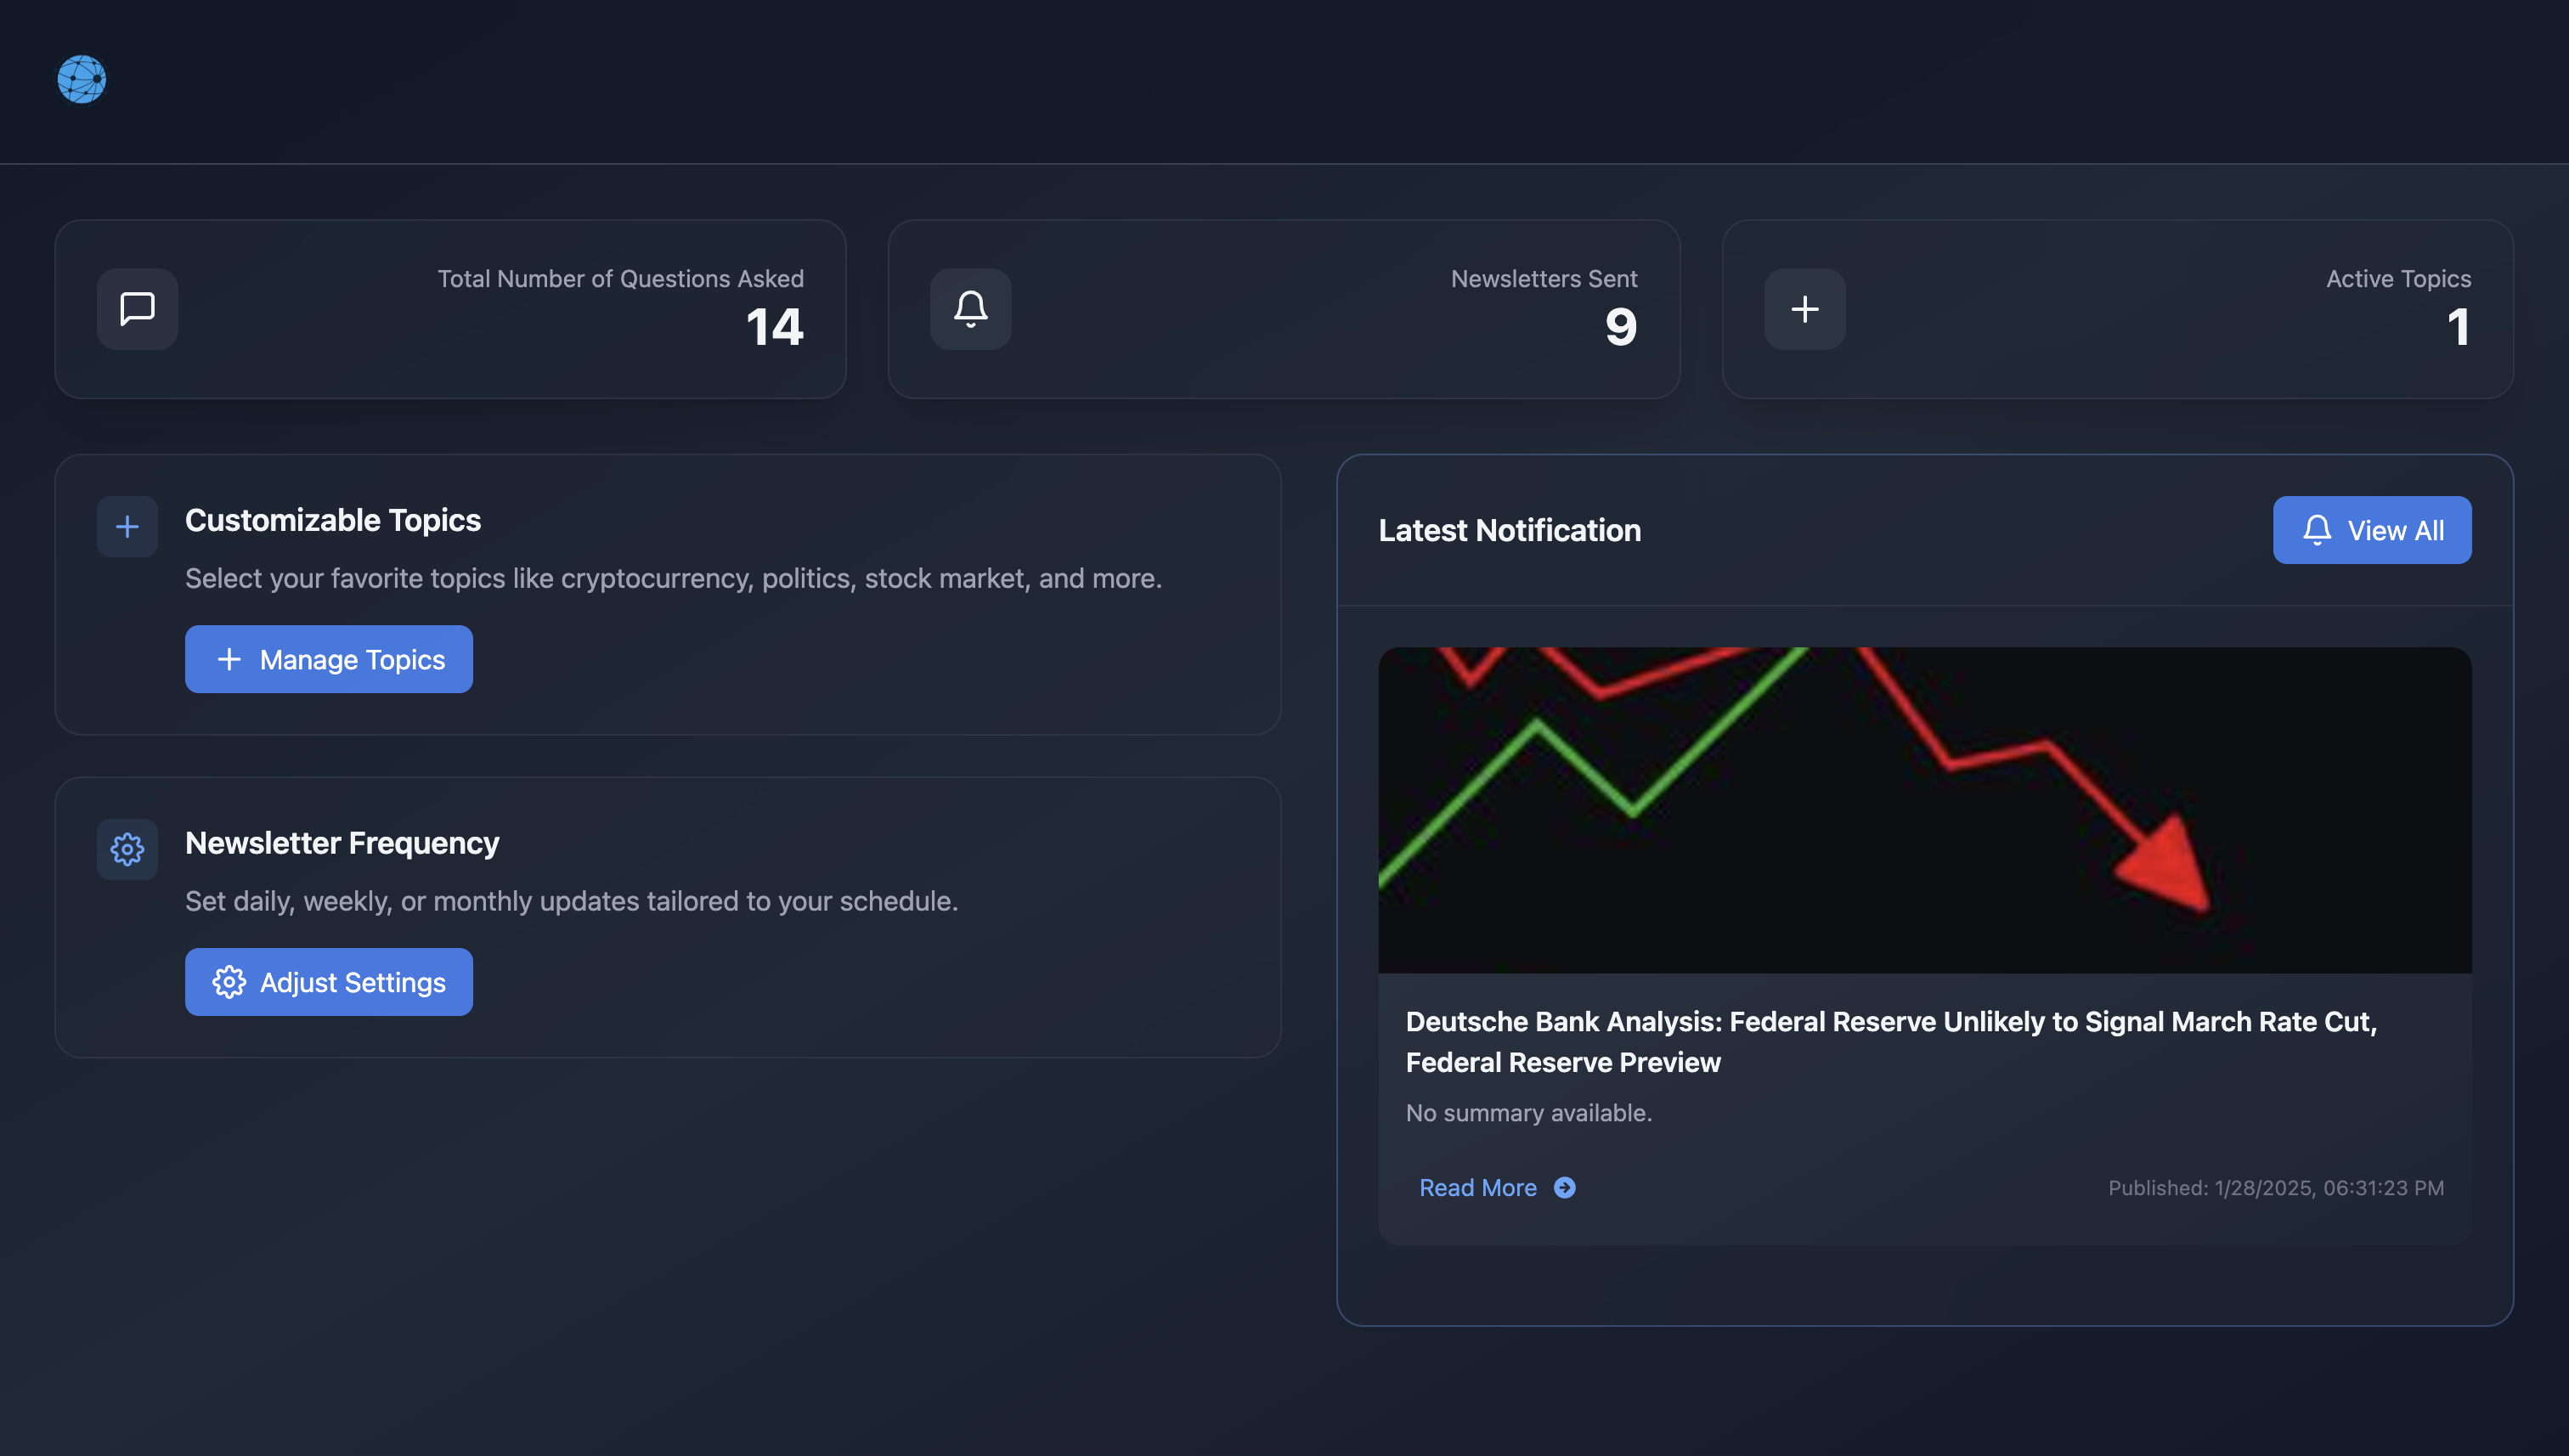 Total Number of Questions Asked
14
Newsletters Sent
9
Active Topics
1
Customizable Topics
Select your favorite topics like cryptocurrency, politics, stock market, and more.
Manage Topics
Newsletter Frequency
Set daily, weekly, or monthly updates tailored to your schedule.
Adjust Settings
Latest Notification
View All
Deutsche Bank Analysis: Federal Reserve Unlikely to Signal March Rate Cut,
Federal Reserve Preview
No summary available.
Read More
Published: 1/28/2025, 06:31:23 PM